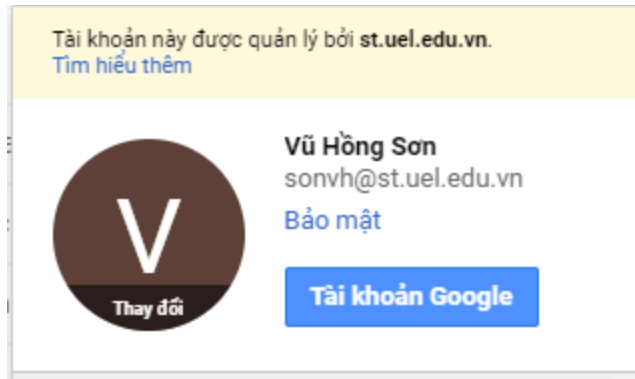 Tài khoản này được quản lý bởi st.uel.edu.vn.
Tìm hiểu thêm
Vũ Hồng Sơn
sonvh@st.uel.edu.vn
Bảo mật
V
Thay đổi
Tài khoản Google